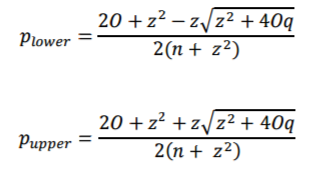 p_lower = (20 + z² − z√(z² + 40q)) / (2(n + z²))
p_upper = (20 + z² + z√(z² + 40q)) / (2(n + z²))